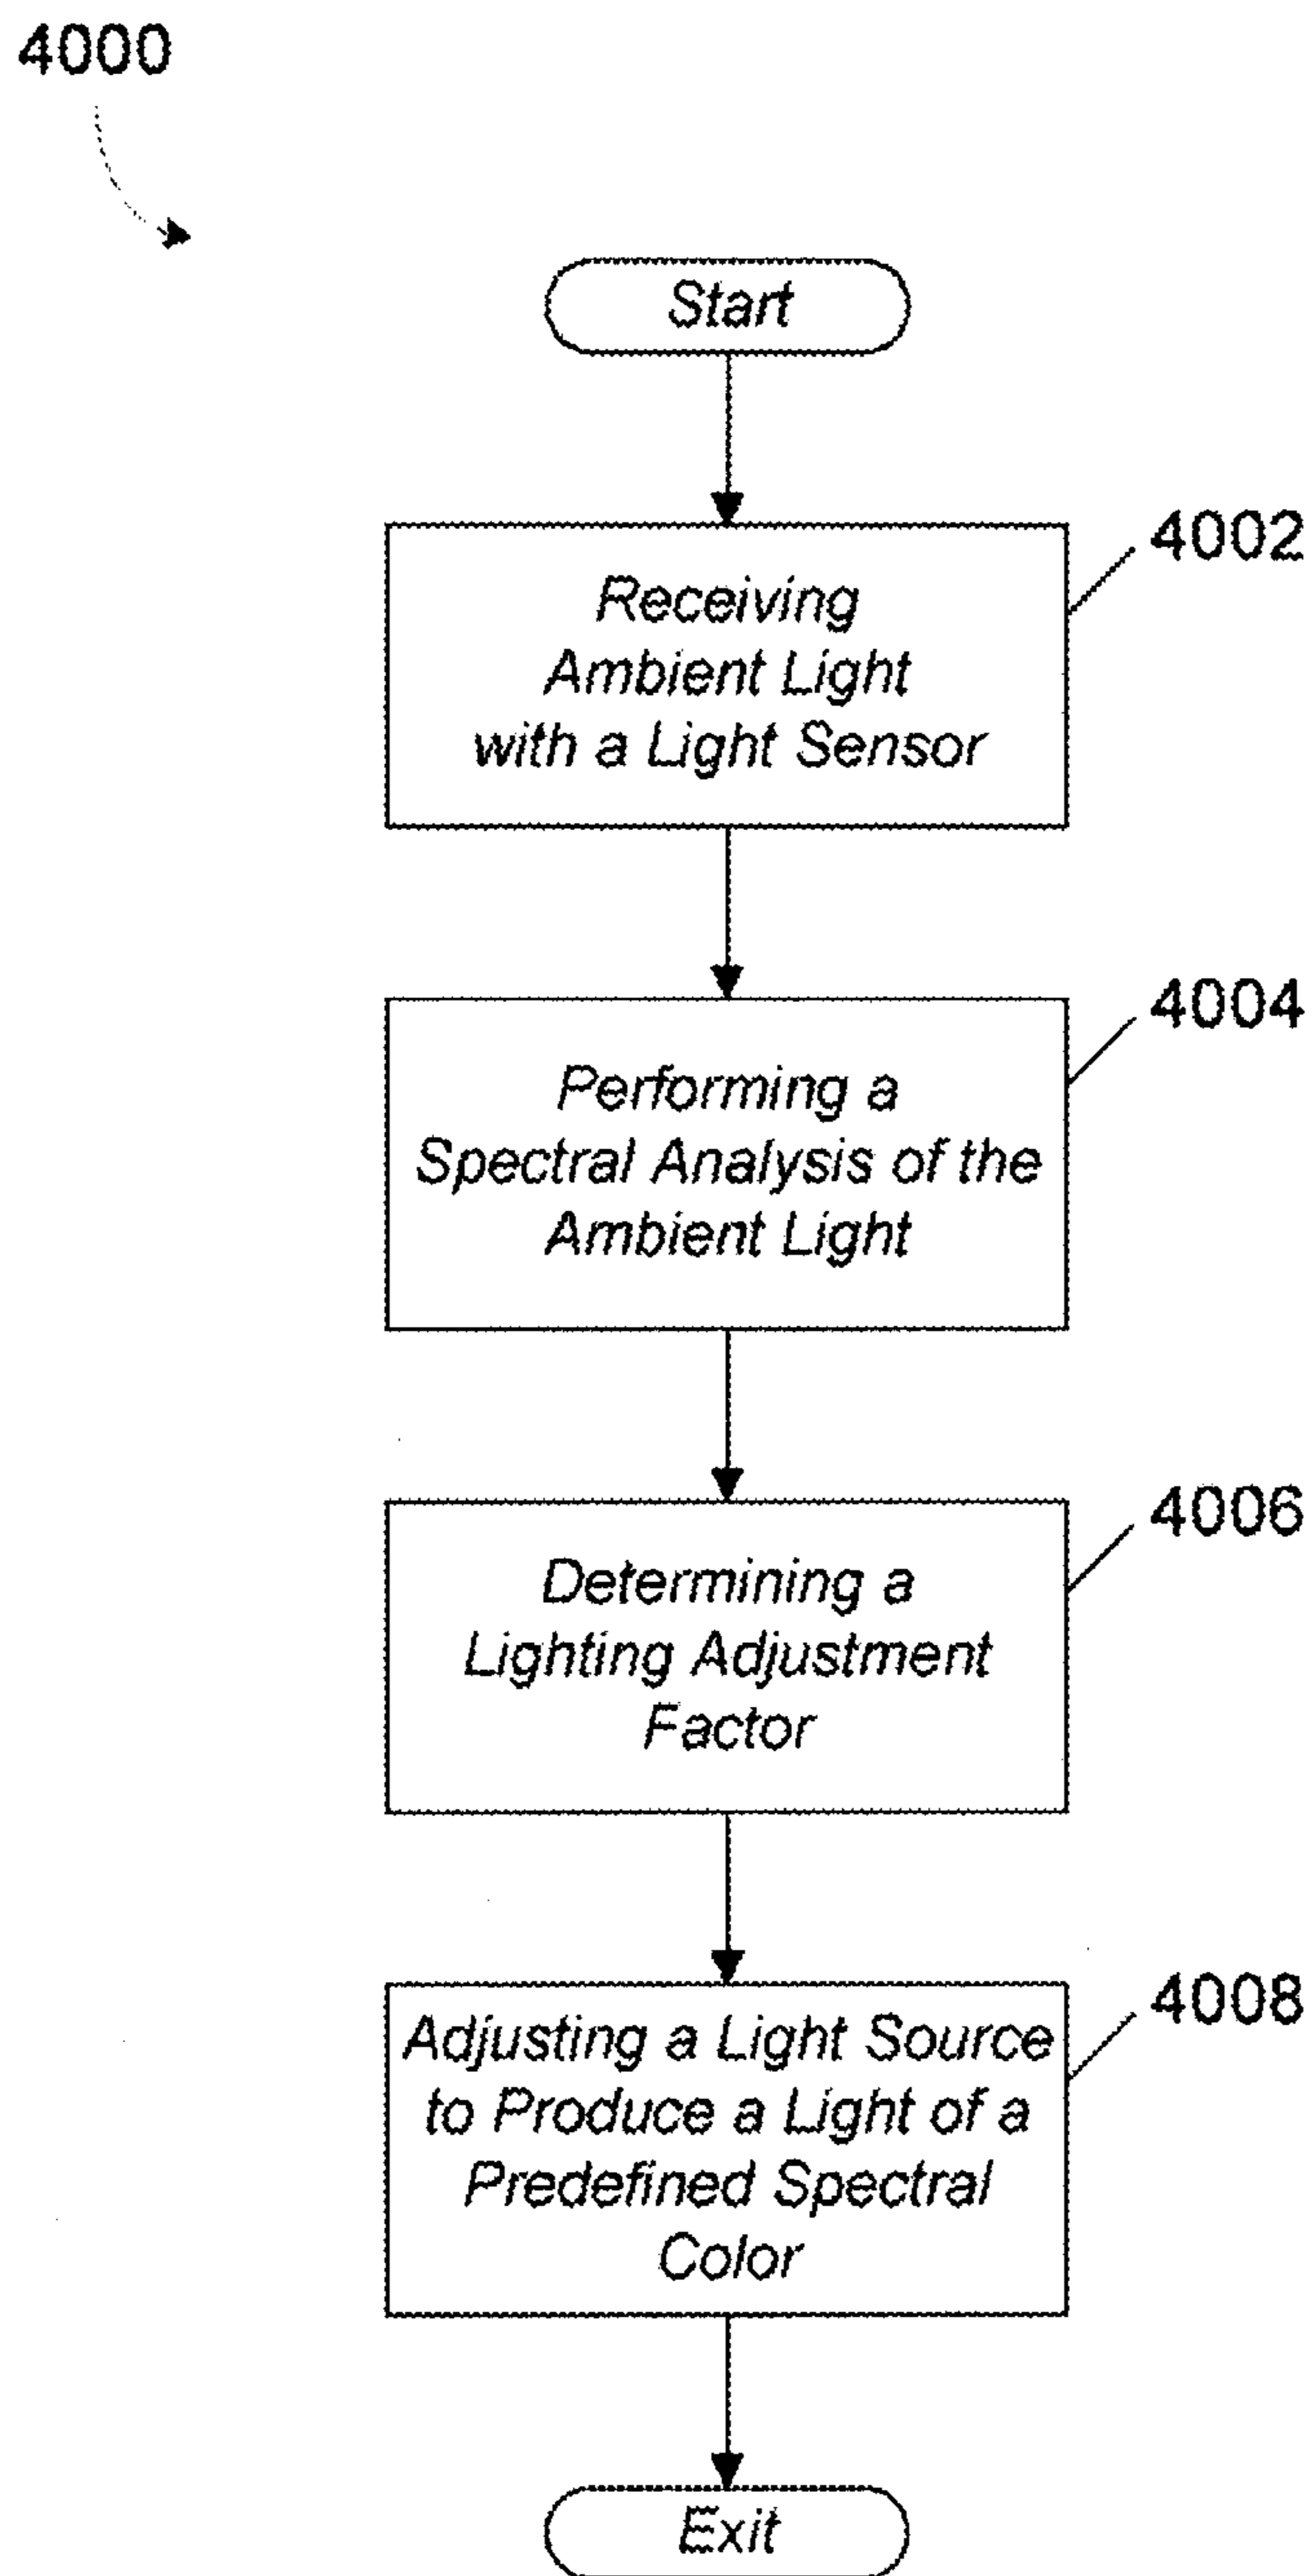 4000
Start
4002
Receiving
Ambient Light
with a Light Sensor
4004
Performing a
Spectral Analysis of the
Ambient Light
4006
Determining a
Lighting Adjustment
Factor
4008
Adjusting a Light Source
to Produce a Light of a
Predefined Spectral
Color
Exit